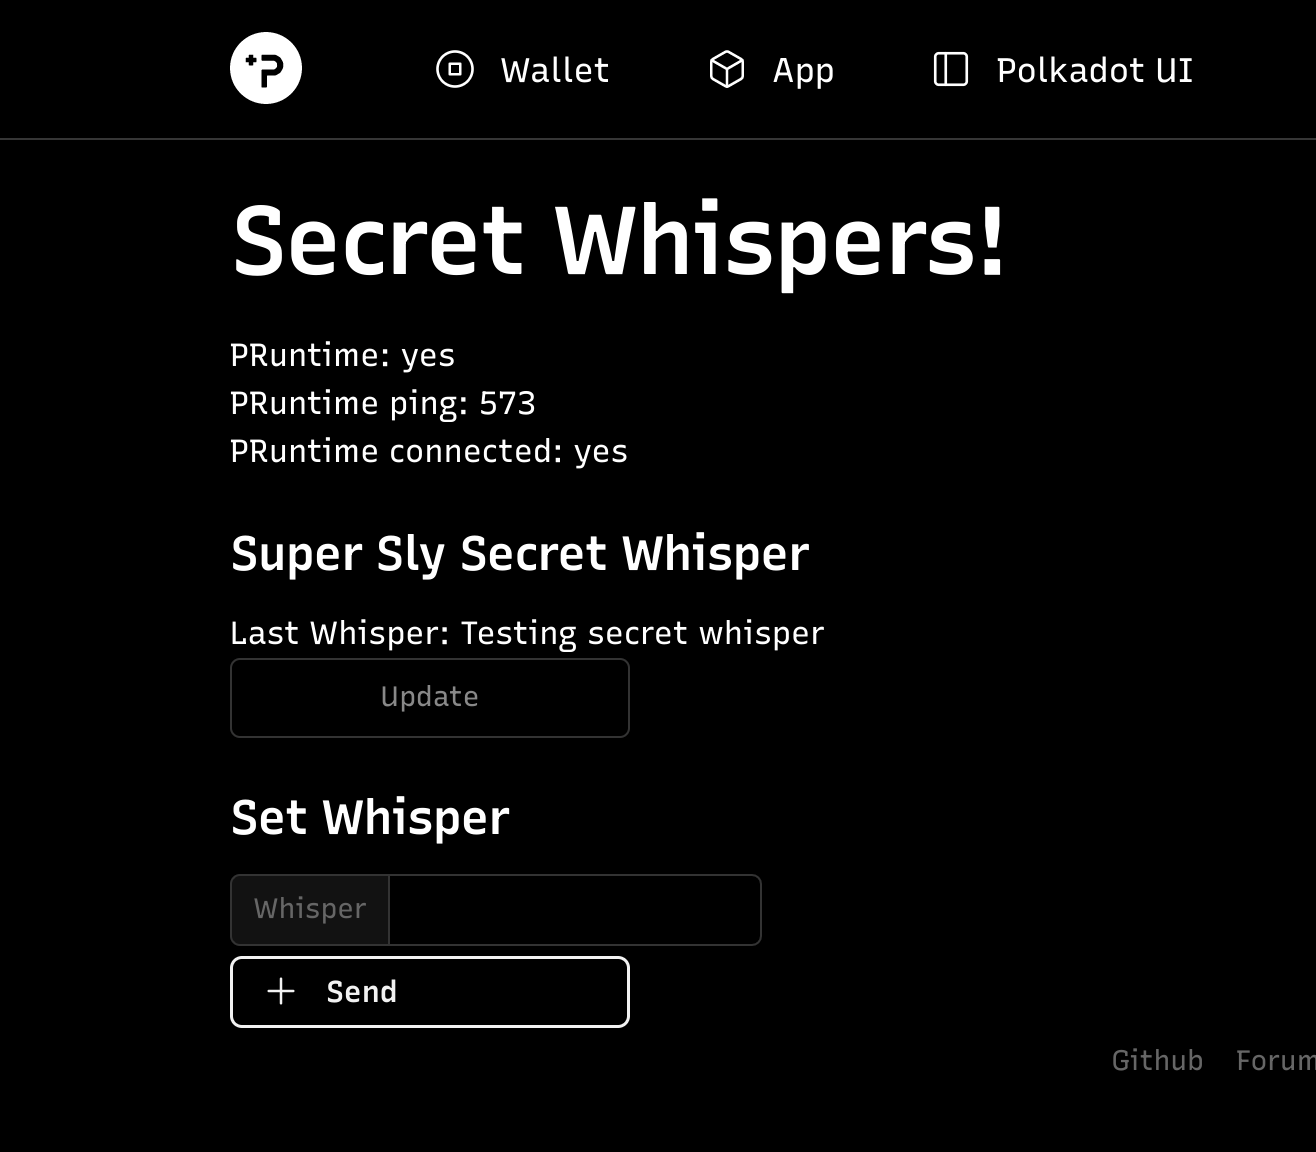 P
Wallet App Polkadot UI
Secret Whispers!
PRuntime: yes
PRuntime ping: 573
PRuntime connected: yes
Super Sly Secret Whisper
Last Whisper: Testing secret whisper
Update
Set Whisper
Whisper
Send
Github Forum